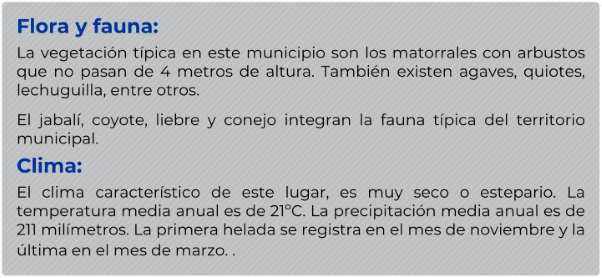 Flora y fauna:
La vegetación típica en este municipio son los matorrales con arbustos
que no pasan de 4 metros de altura. También existen agaves, quiotes,
lechuguilla, entre otros.
El jabalí, coyote, liebre y conejo integran la fauna típica del territorio
municipal.
Clima:
El clima característico de este lugar, es muy seco o estepario. La
temperatura media anual es de 21°C. La precipitación media anual es de
211 milímetros. La primera helada se registra en el mes de noviembre y la
última en el mes de marzo. .